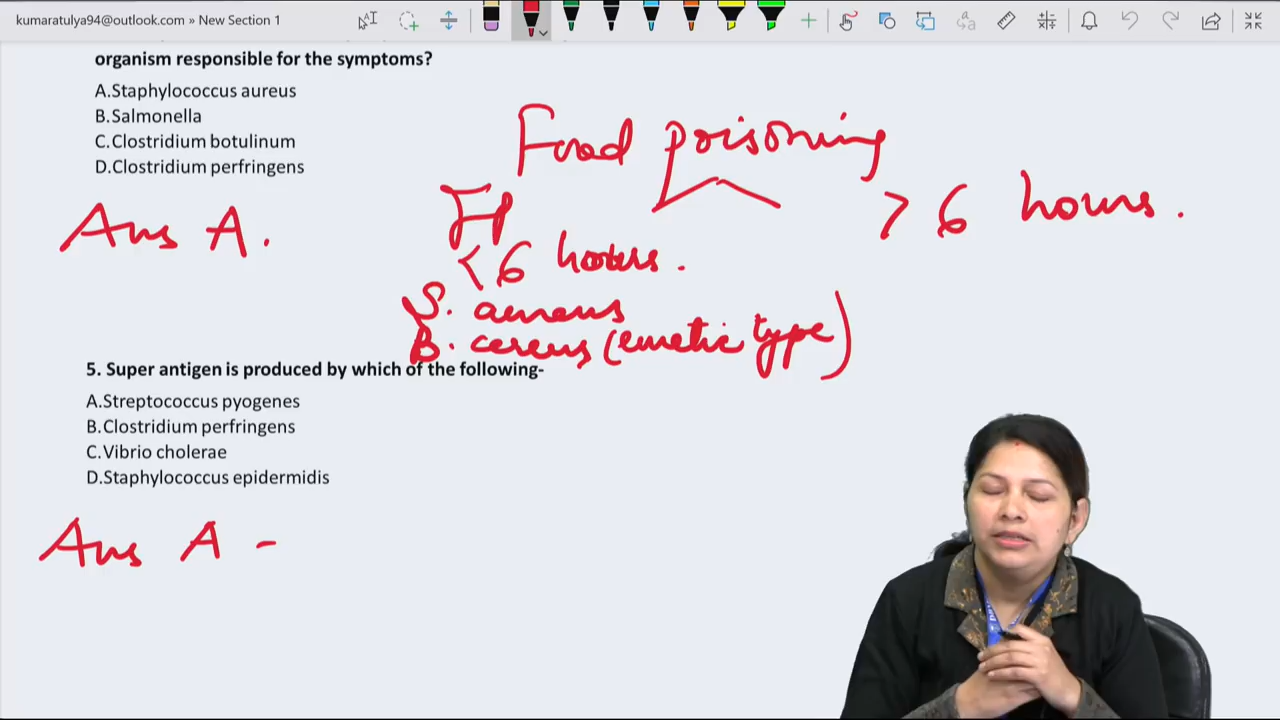 kumaratulya94@outlook.com » New Section 1
organism responsible for the symptoms?
A.Staphylococcus aureus
B.Salmonella
C.Clostridium botulinum
D.Clostridium perfringens
Ans A.
Food poisoning
< 6 hours.
> 6 hours.
S. aureus
B. cereus (emetic type)
5. Super antigen is produced by which of the following-
A.Streptococcus pyogenes
B.Clostridium perfringens
C.Vibrio cholerae
D.Staphylococcus epidermidis
Ans A -